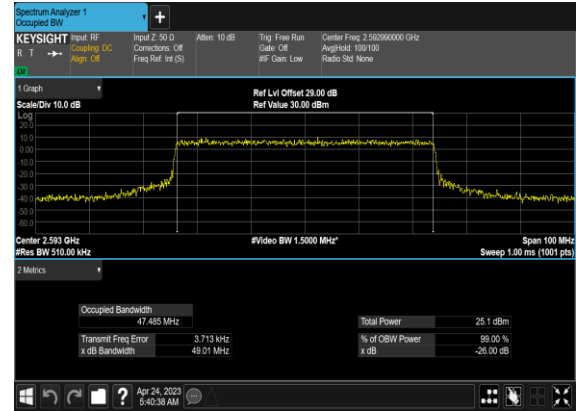 Spectrum Analyzer 1
Occupied BW
KEYSIGHT Input: RF Input Z: 50 Ω Atten: 10 dB Trig: Free Run Center Freq: 2.592990000 GHz
R T Coupling: DC Corrections: Off Gate: Off Avg|Hold: 100/100
Align: Off Freq Ref: Int (S) #IF Gain: Low Radio Std: None
LV
1 Graph
Ref Lvl Offset 29.00 dB
Scale/Div 10.0 dB Ref Value 30.00 dBm
Log
20.0
10.0
0.00
-10.0
-20.0
-30.0
-40.0
-50.0
-60.0
Center 2.593 GHz #Video BW 1.5000 MHz* Span 100 MHz
#Res BW 510.00 kHz Sweep 1.00 ms (1001 pts)
2 Metrics
Occupied Bandwidth
47.485 MHz Total Power 25.1 dBm
Transmit Freq Error 3.713 kHz % of OBW Power 99.00 %
x dB Bandwidth 49.01 MHz x dB -26.00 dB
? Apr 24, 2023
5:40:38 AM